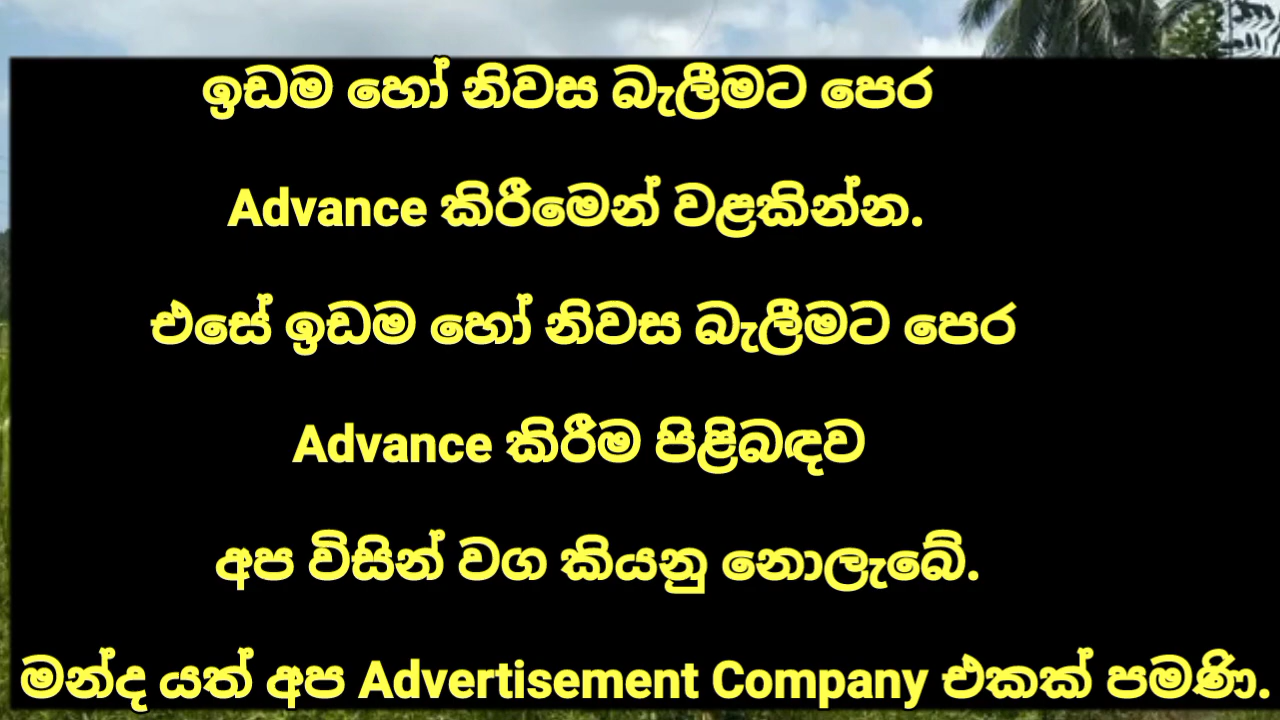 ඉඩම හෝ නිවස බැලීමට පෙර
Advance කිරීමෙන් වළකින්න.
එසේ ඉඩම හෝ නිවස බැලීමට පෙර
Advance කිරීම පිළිබඳව
අප විසින් වග කියනු නොලැබේ.
මන්ද යත් අප Advertisement Company එකක් පමණි.